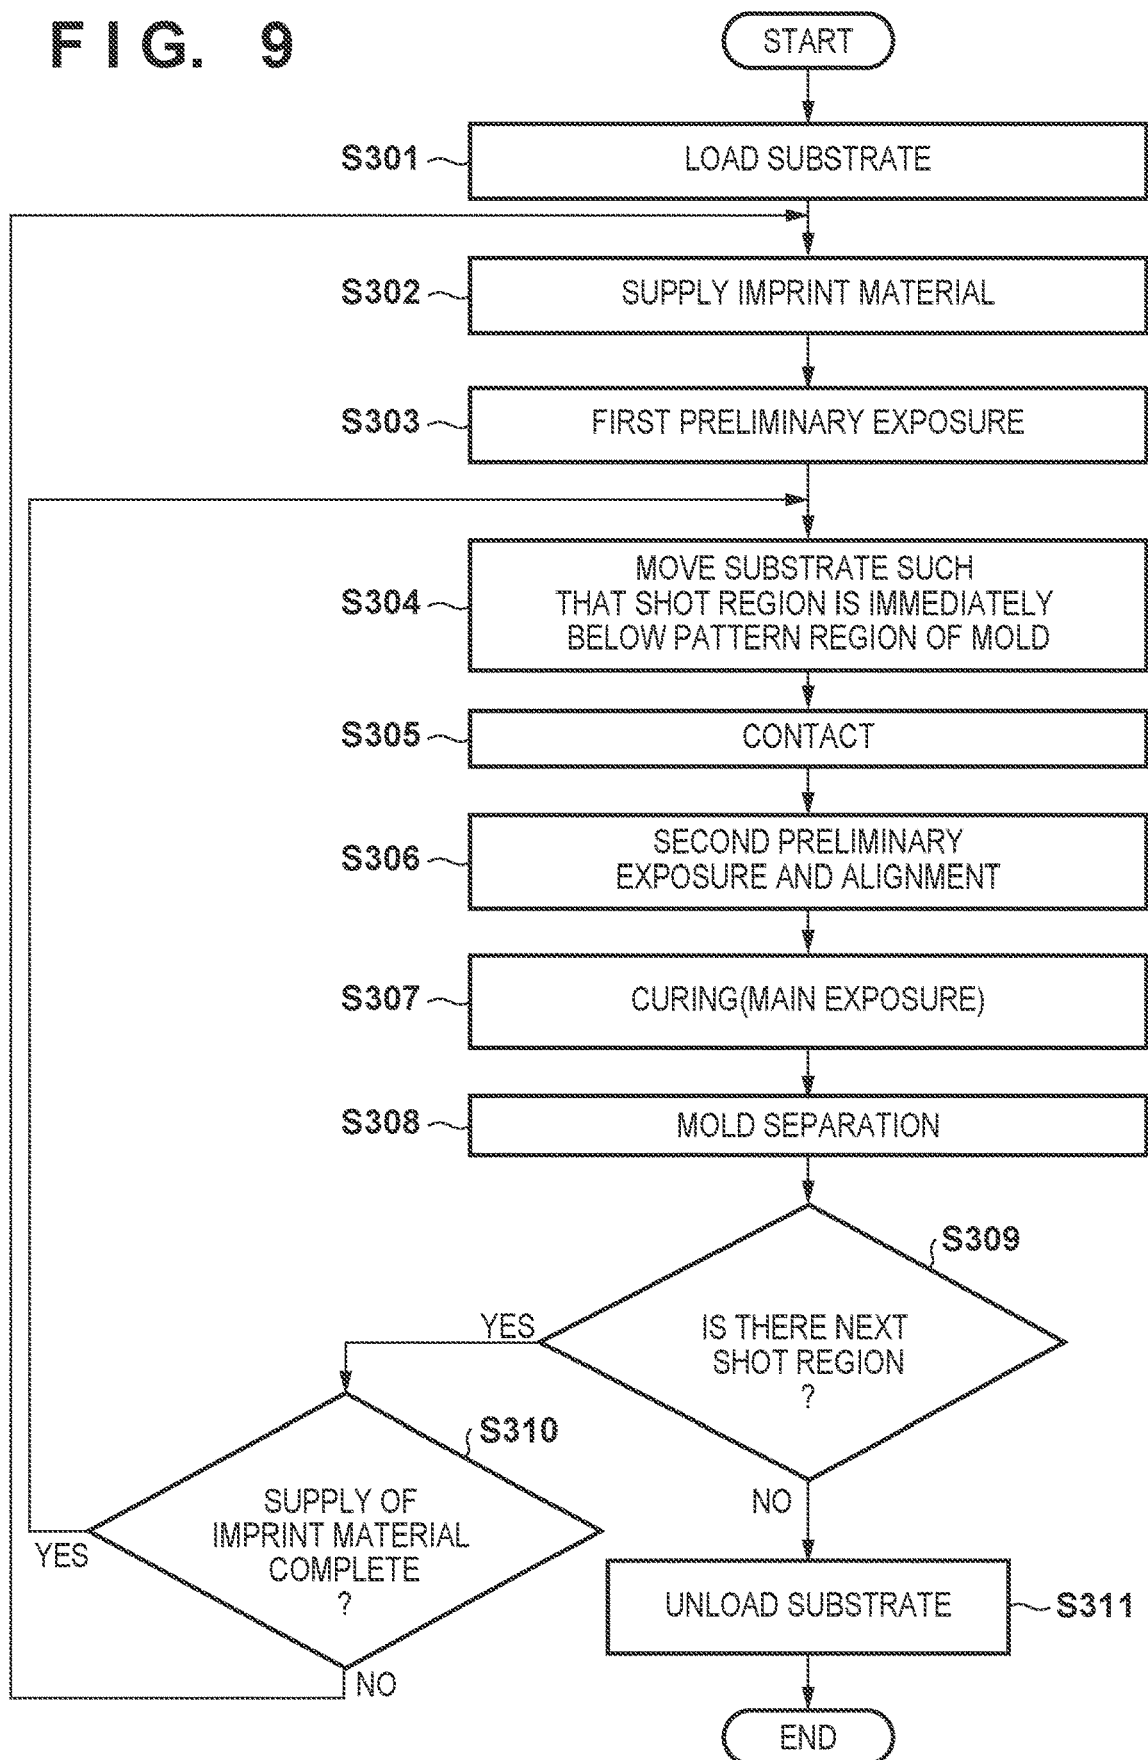 FIG. 9
START
S301
LOAD SUBSTRATE
S302
SUPPLY IMPRINT MATERIAL
S303
FIRST PRELIMINARY EXPOSURE
S304
MOVE SUBSTRATE SUCH
THAT SHOT REGION IS IMMEDIATELY
BELOW PATTERN REGION OF MOLD
S305
CONTACT
S306
SECOND PRELIMINARY
EXPOSURE AND ALIGNMENT
S307
CURING(MAIN EXPOSURE)
S308
MOLD SEPARATION
S309
YES
IS THERE NEXT
SHOT REGION
?
NO
S310
SUPPLY OF
IMPRINT MATERIAL
COMPLETE
?
YES
NO
UNLOAD SUBSTRATE
S311
END